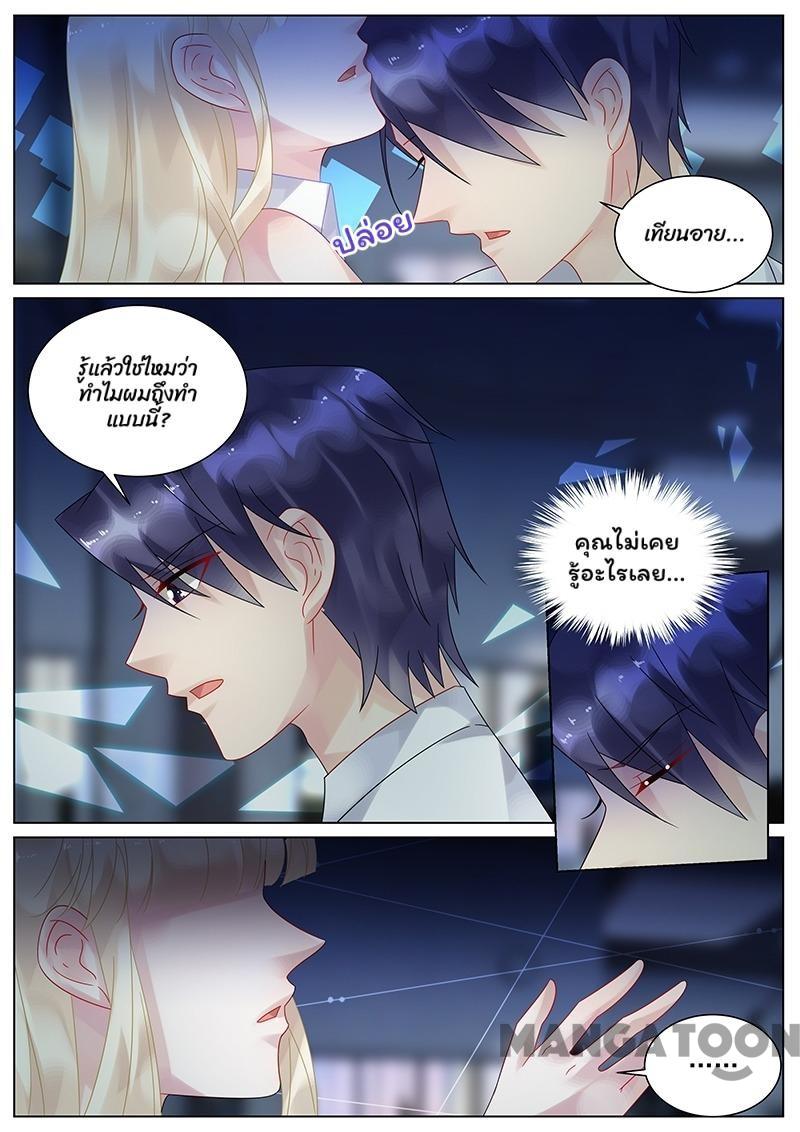 ปล่อย
เทียนอาย...
รู้แล้วใช่ไหมว่า
ทำไมผมถึงทำ
แบบนี้?
คุณไม่เคย
รู้อะไรเลย...
MANGATOON
......